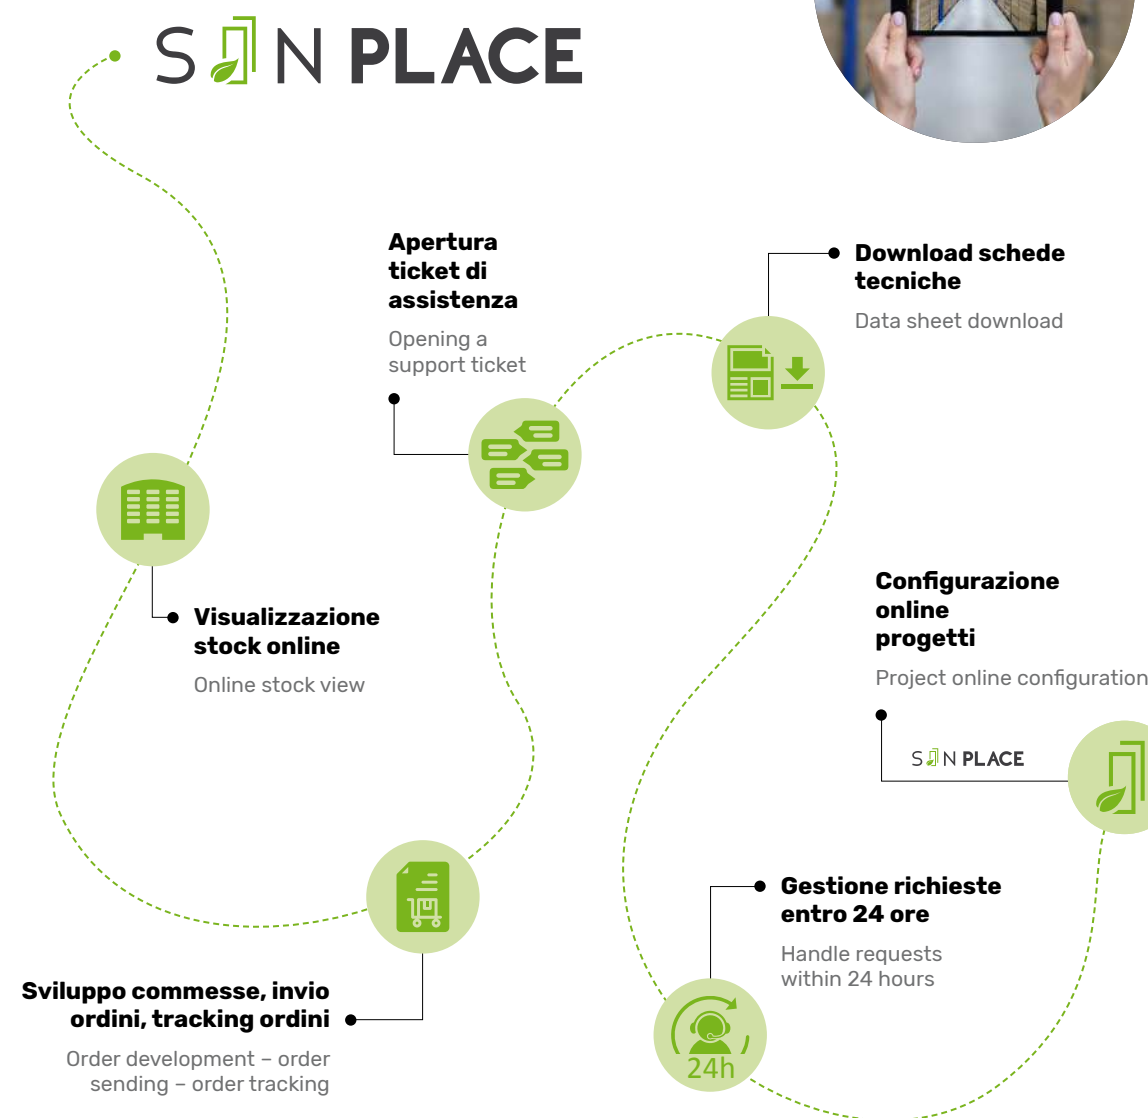 S N PLACE
Apertura
ticket di
assistenza
Opening a
support ticket
Download schede
tecniche
Data sheet download
Visualizzazione
stock online
Online stock view
Configurazione
online
progetti
Project online configuration
S N PLACE
Gestione richieste
entro 24 ore
Handle requests
within 24 hours
24h
Sviluppo commesse, invio
ordini, tracking ordini
Order development – order
sending – order tracking